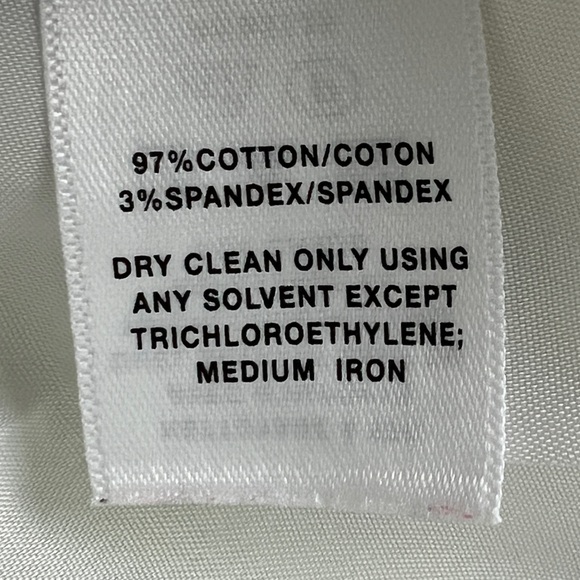 97%COTTON/COTON
3%SPANDEX/SPANDEX
DRY CLEAN ONLY USING
ANY SOLVENT EXCEPT
TRICHLOROETHYLENE;
MEDIUM IRON